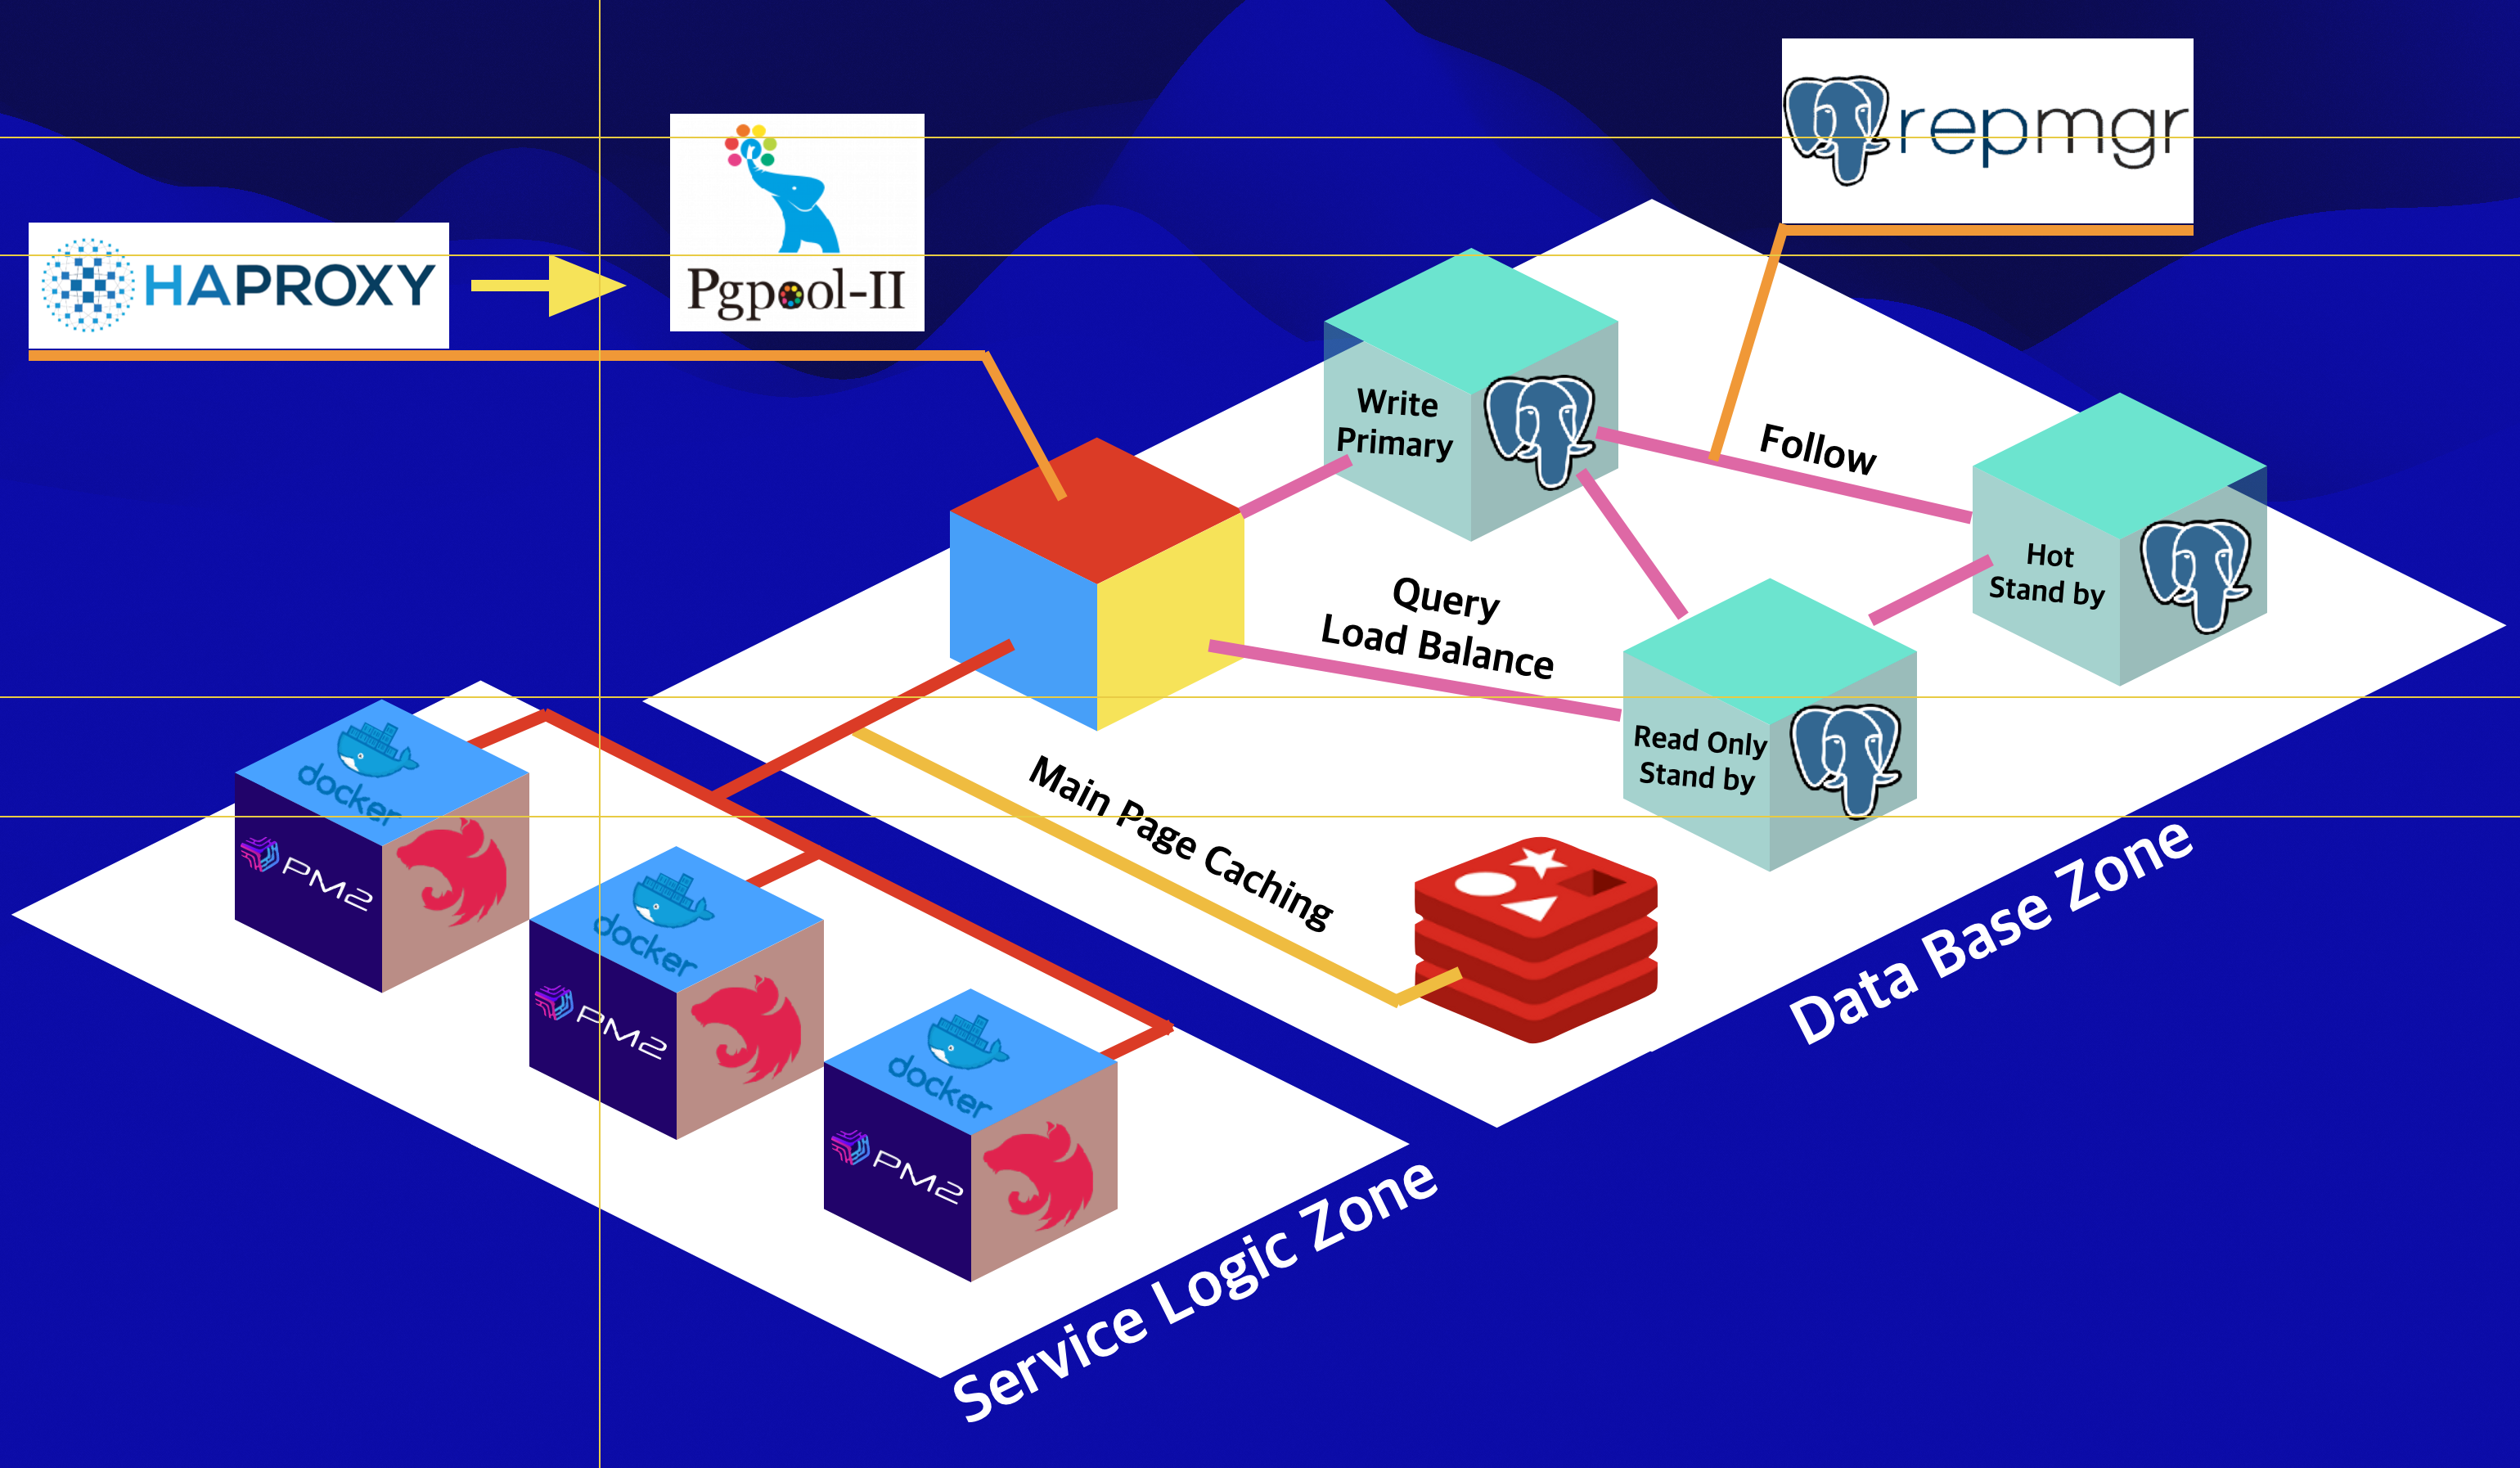 HAPROXY
Pgpool-II
repmgr
Write
Primary
Follow
Hot
Stand by
Query
Load Balance
Read Only
Stand by
Main Page Caching
Data Base Zone
docker
PM2
docker
PM2
docker
PM2
Service Logic Zone